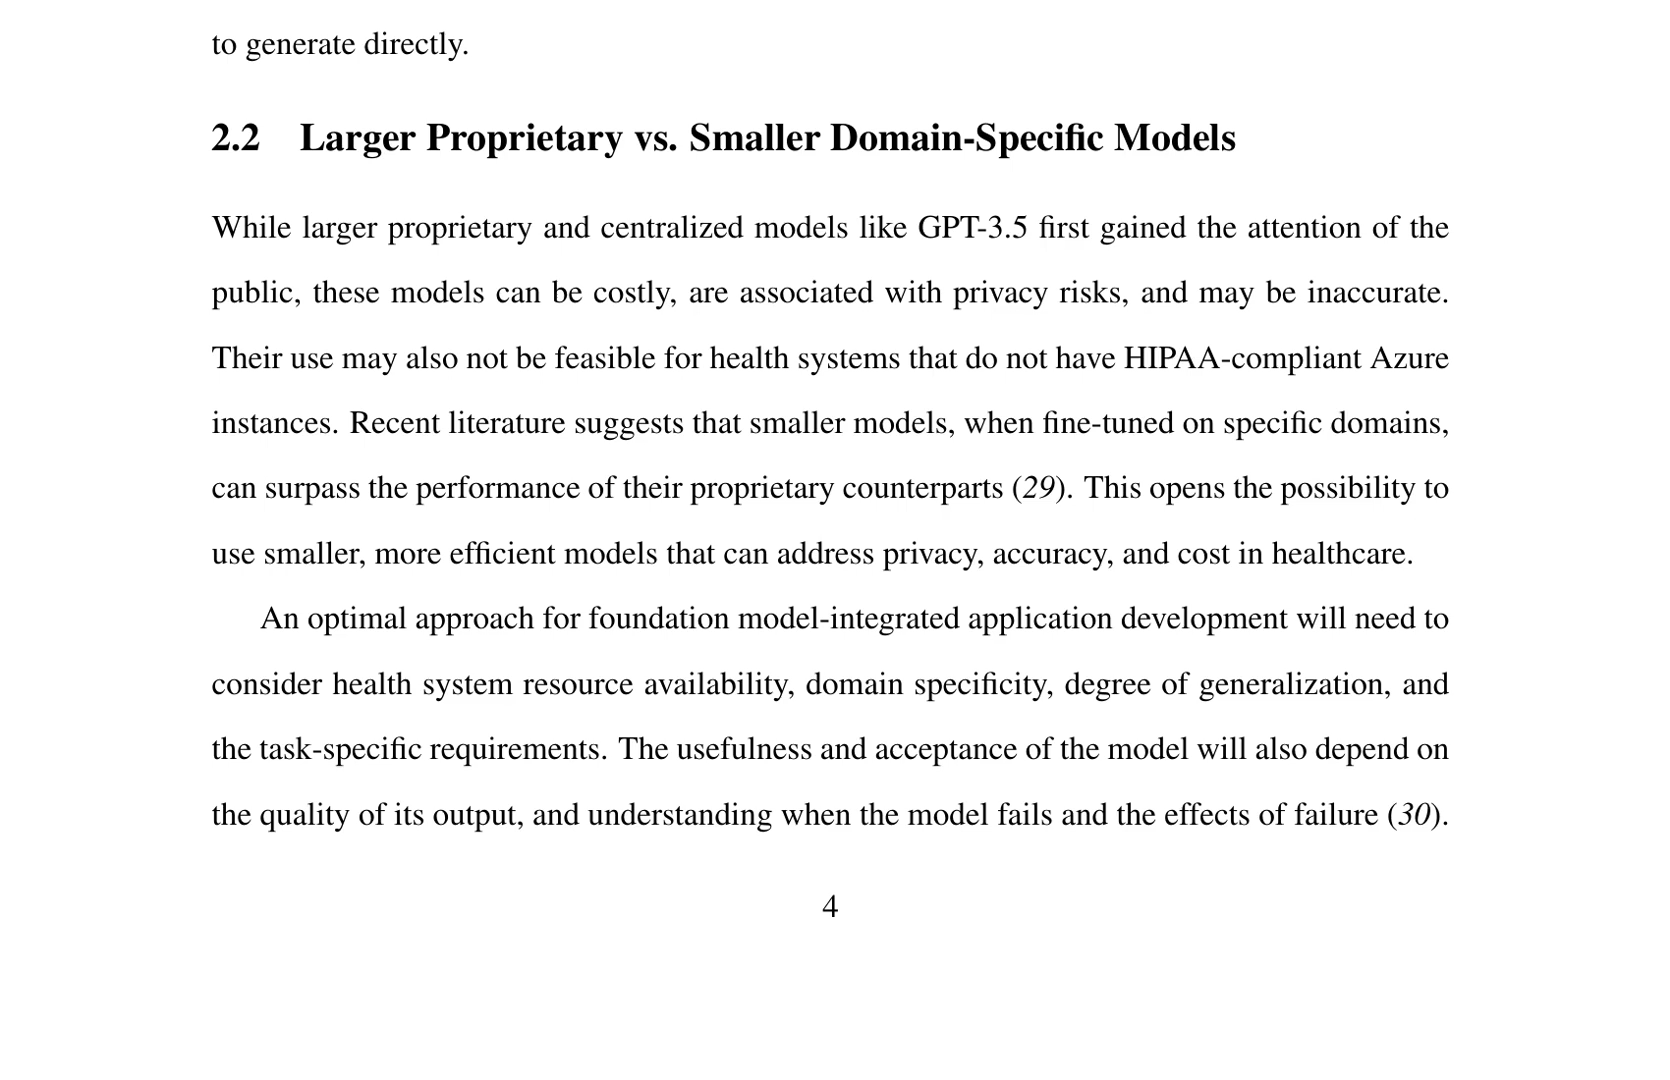 to generate directly.
2.2 Larger Proprietary vs. Smaller Domain-Specific Models
While larger proprietary and centralized models like GPT-3.5 first gained the attention of the
public, these models can be costly, are associated with privacy risks, and may be inaccurate.
Their use may also not be feasible for health systems that do not have HIPAA-compliant Azure
instances. Recent literature suggests that smaller models, when fine-tuned on specific domains,
can surpass the performance of their proprietary counterparts (29). This opens the possibility to
use smaller, more efficient models that can address privacy, accuracy, and cost in healthcare.
An optimal approach for foundation model-integrated application development will need to
consider health system resource availability, domain specificity, degree of generalization, and
the task-specific requirements. The usefulness and acceptance of the model will also depend on
the quality of its output, and understanding when the model fails and the effects of failure (30).
4